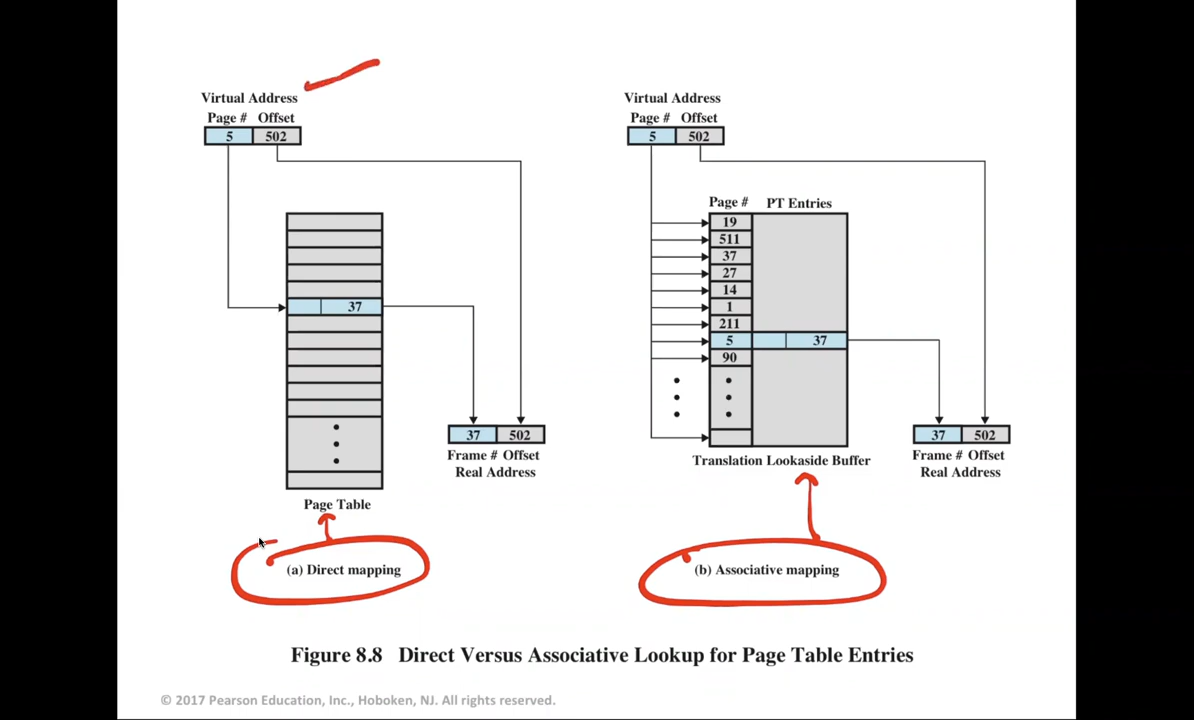 Virtual Address
Page # Offset
5 502
37
37 502
Frame # Offset
Real Address
Page Table
(a) Direct mapping
Virtual Address
Page # Offset
5 502
Page # PT Entries
19
511
37
27
14
1
211
5 37
90
37 502
Frame # Offset
Real Address
Translation Lookaside Buffer
(b) Associative mapping
Figure 8.8 Direct Versus Associative Lookup for Page Table Entries
© 2017 Pearson Education, Inc., Hoboken, NJ. All rights reserved.